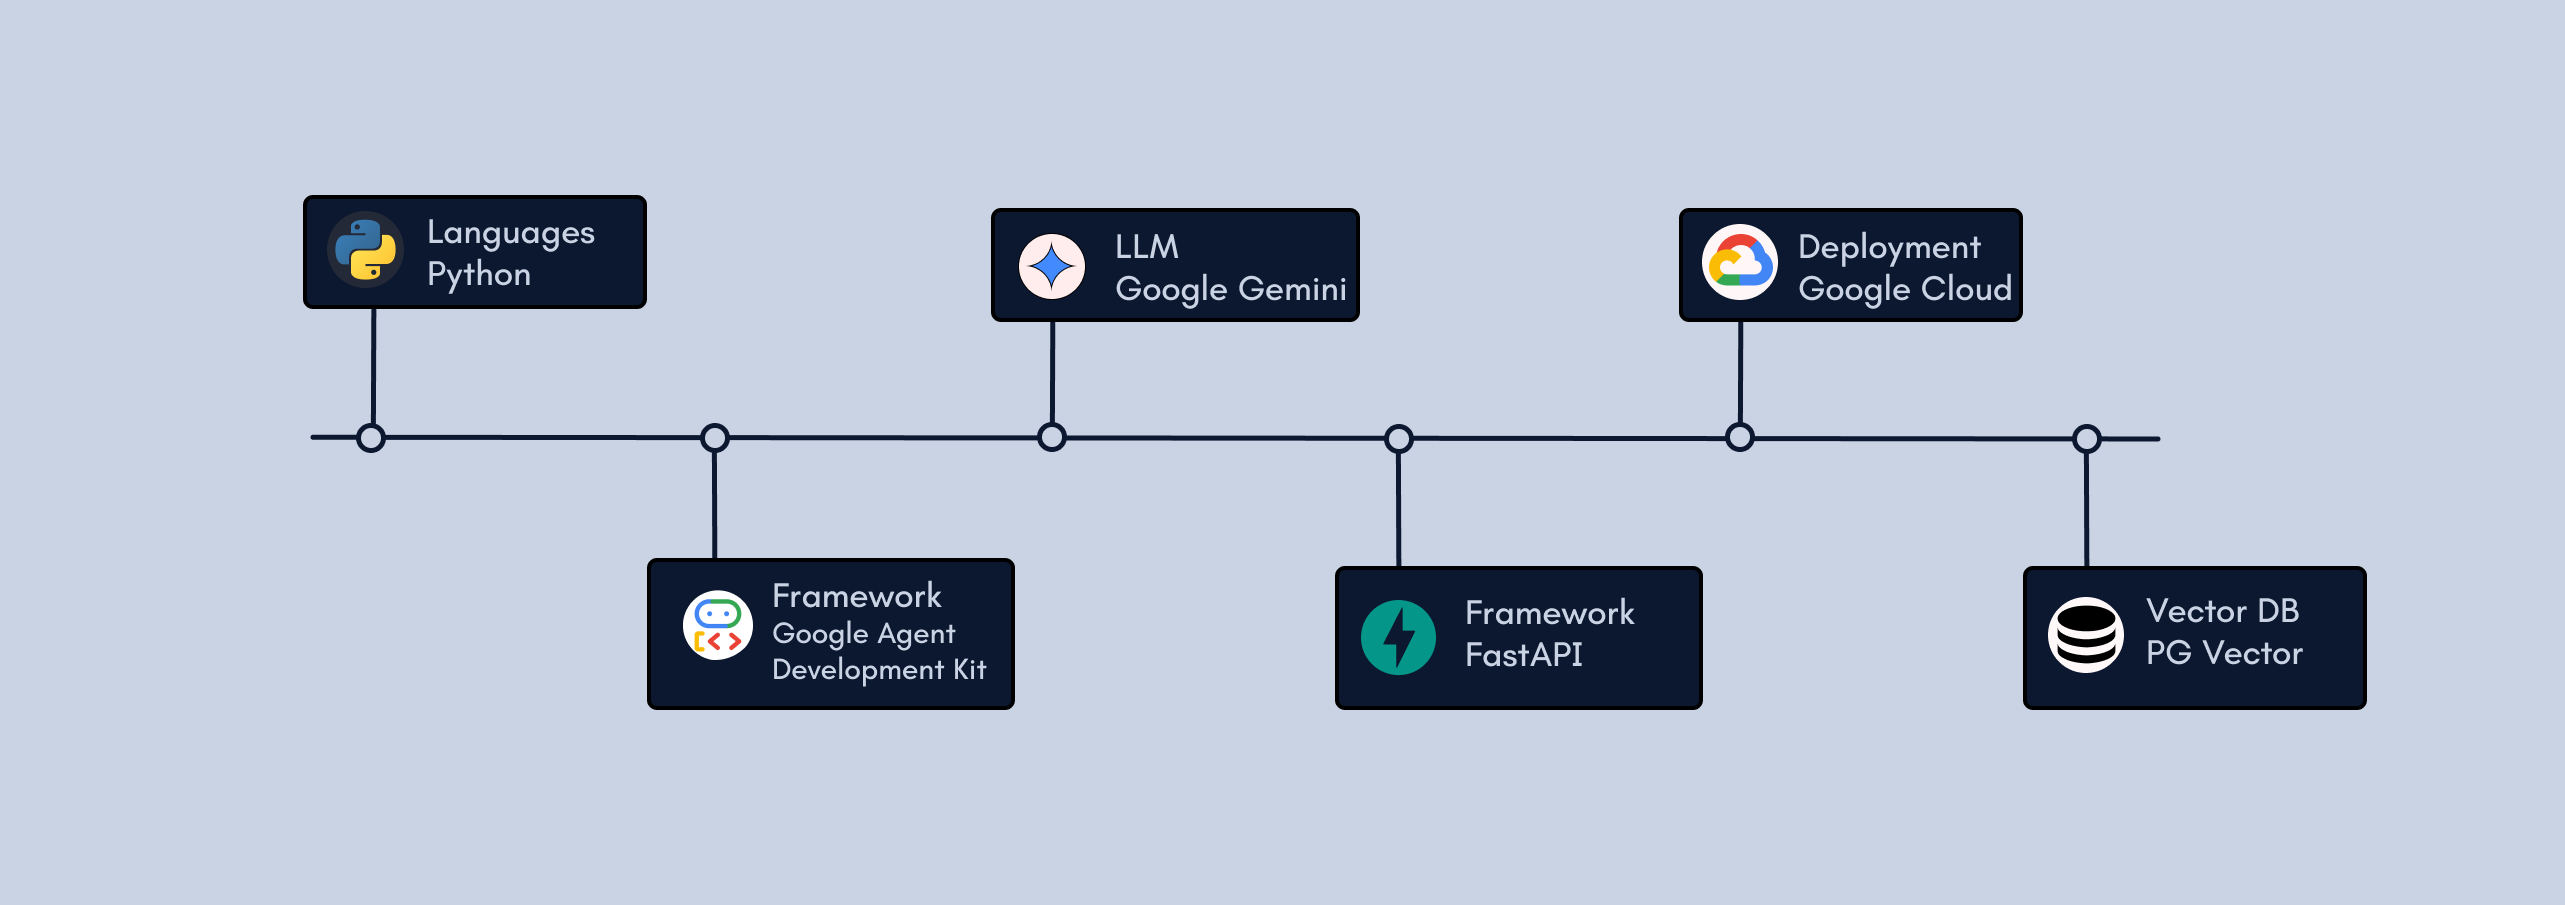 Languages
Python
LLM
Google Gemini
Deployment
Google Cloud
Framework
Google Agent
Development Kit
Framework
FastAPI
Vector DB
PG Vector